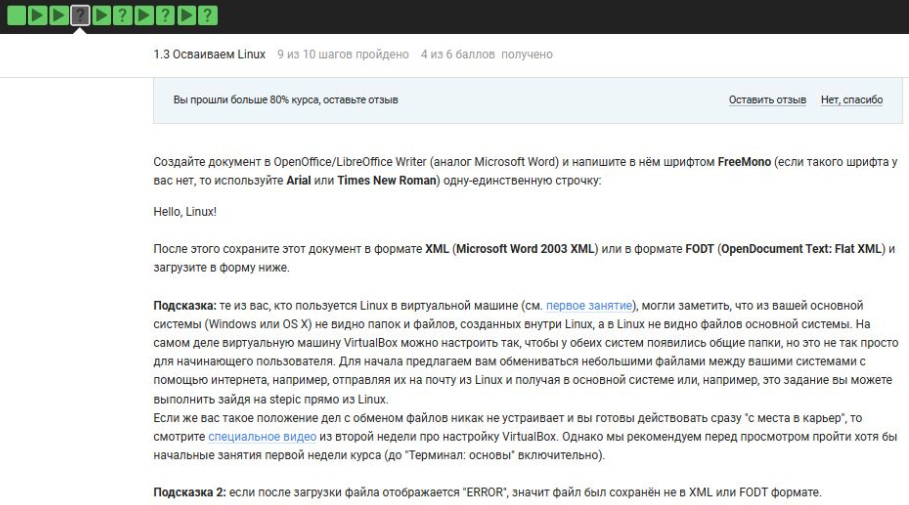 1.3 Осваиваем Linux 9 из 10 шагов пройдено 4 из 6 баллов получено
Вы прошли больше 80% курса, оставьте отзыв Оставить отзыв Нет, спасибо
Создайте документ в OpenOffice/LibreOffice Writer (аналог Microsoft Word) и напишите в нём шрифтом FreeMono (если такого шрифта у
вас нет, то используйте Arial или Times New Roman) одну-единственную строчку:
Hello, Linux!
После этого сохраните этот документ в формате XML (Microsoft Word 2003 XML) или в формате FODT (OpenDocument Text: Flat XML) и
загрузите в форму ниже.
Подсказка: те из вас, кто пользуется Linux в виртуальной машине (см. первое занятие), могли заметить, что из вашей основной
системы (Windows или OS X) не видно папок и файлов, созданных внутри Linux, а в Linux не видно файлов основной системы. На
самом деле виртуальную машину VirtualBox можно настроить так, чтобы у обеих систем появились общие папки, но это не так просто
для начинающего пользователя. Для начала предлагаем вам обмениваться небольшими файлами между вашими системами с
помощью интернета, например, отправляя их на почту из Linux и получая в основной системе или, например, это задание вы можете
выполнить зайдя на stepic прямо из Linux.
Если же вас такое положение дел с обменом файлов никак не устраивает и вы готовы действовать сразу "с места в карьер", то
смотрите специальное видео из второй недели про настройку VirtualBox. Однако мы рекомендуем перед просмотром пройти хотя бы
начальные занятия первой недели курса (до "Терминал: основы" включительно).
Подсказка 2: если после загрузки файла отображается "ERROR", значит файл был сохранён не в XML или FODT формате.